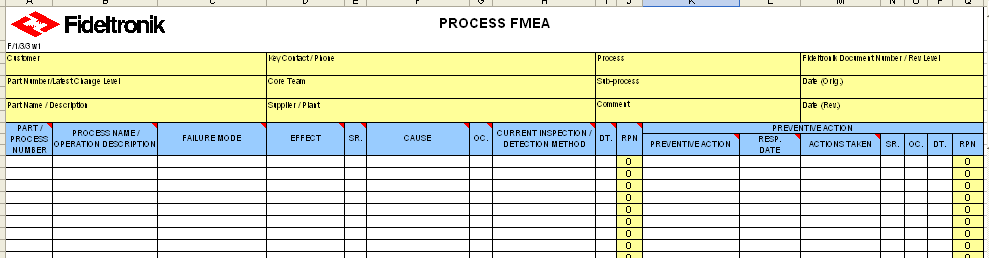 A B C D E F G H I J K L M N O P Q
Fideltronik
PROCESS FMEA
Customer Key Contact / Phone Process Fideltronik Document Number / Rev Level
Part Number/Latest Change Level Core Team Sub-process Date (Orig.)
Part Name / Description Supplier / Plant Comment Date (Rev.)
PART / PROCESS NUMBER
PROCESS NAME / OPERATION DESCRIPTION
FAILURE MODE
EFFECT
SR.
CAUSE
OC.
CURRENT INSPECTION / DETECTION METHOD
DT.
RPN
PREVENTIVE ACTION
PREVENTIVE ACTION
RESP. DATE
ACTIONS TAKEN
SR.
OC.
DT.
RPN
0 0
0 0
0 0
0 0
0 0
0 0
0 0
0 0